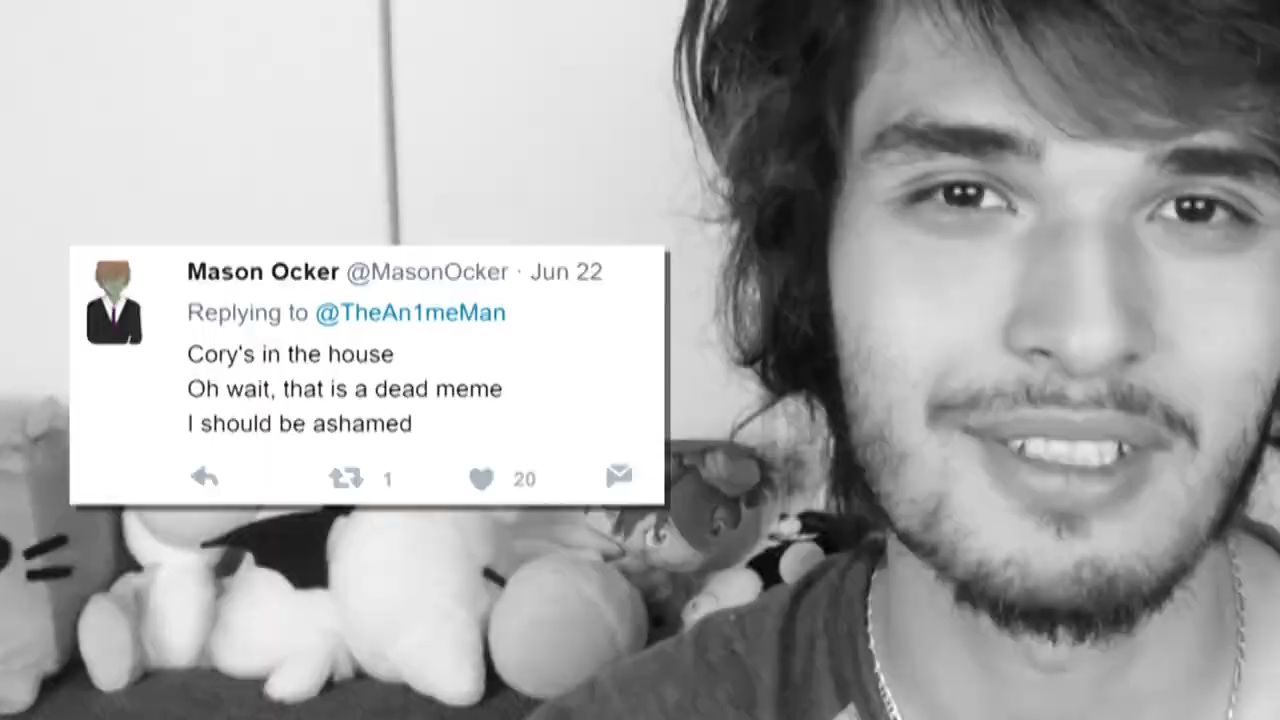 Mason Ocker @MasonOcker · Jun 22
Replying to @TheAn1meMan
Cory's in the house
Oh wait, that is a dead meme
I should be ashamed
1 20